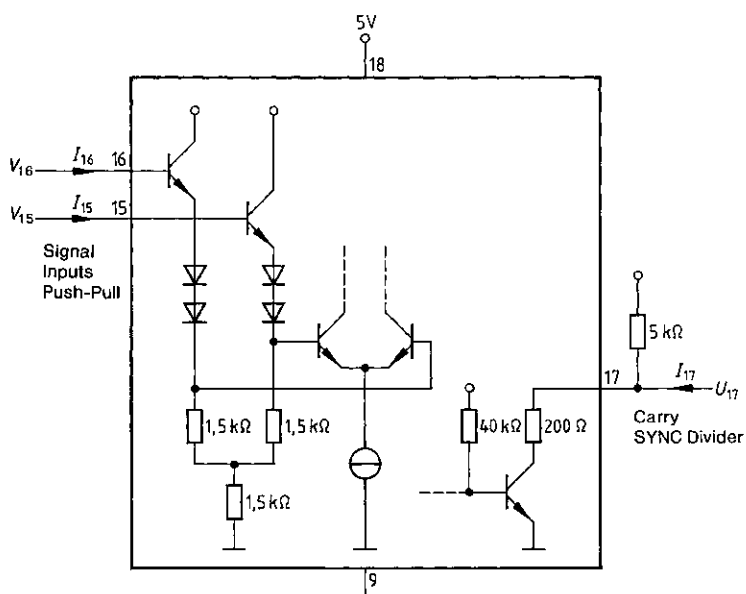 5V
18
V16
I16
16
V15
I15
15
Signal
Inputs
Push-Pull
5 kΩ
17
I17
U17
Carry
SYNC Divider
1,5 kΩ
1,5 kΩ
40 kΩ
200 Ω
1,5 kΩ
9